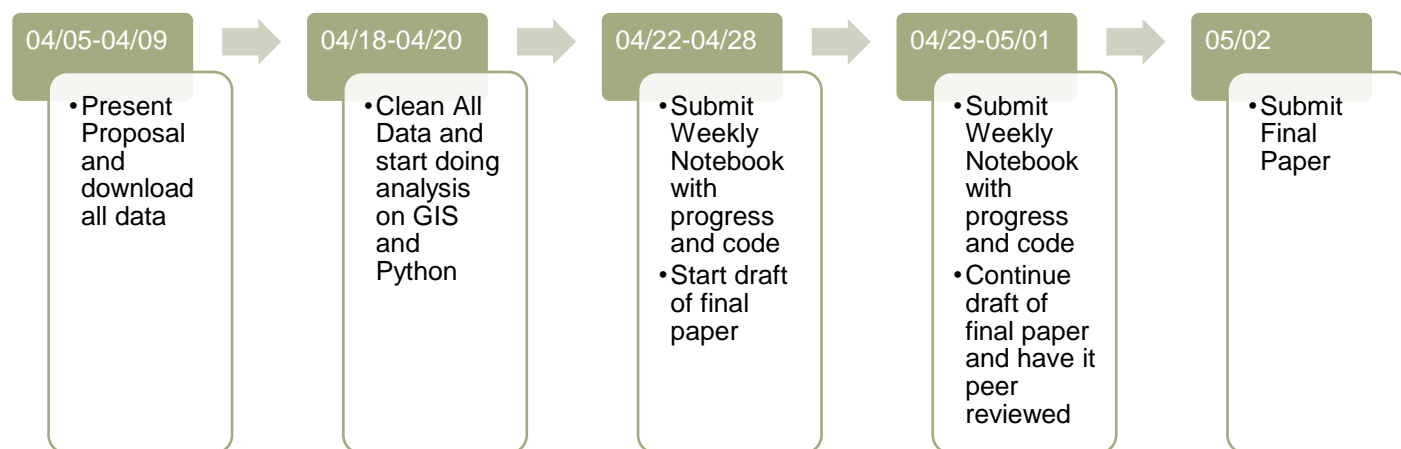 04/05-04/09
•Present
Proposal
and
download
all data
04/18-04/20
•Clean All
Data and
start doing
analysis
on GIS
and
Python
04/22-04/28
•Submit
Weekly
Notebook
with
progress
and code
•Start draft
of final
paper
04/29-05/01
•Submit
Weekly
Notebook
with
progress
and code
•Continue
draft of
final paper
and have it
peer
reviewed
05/02
•Submit
Final
Paper